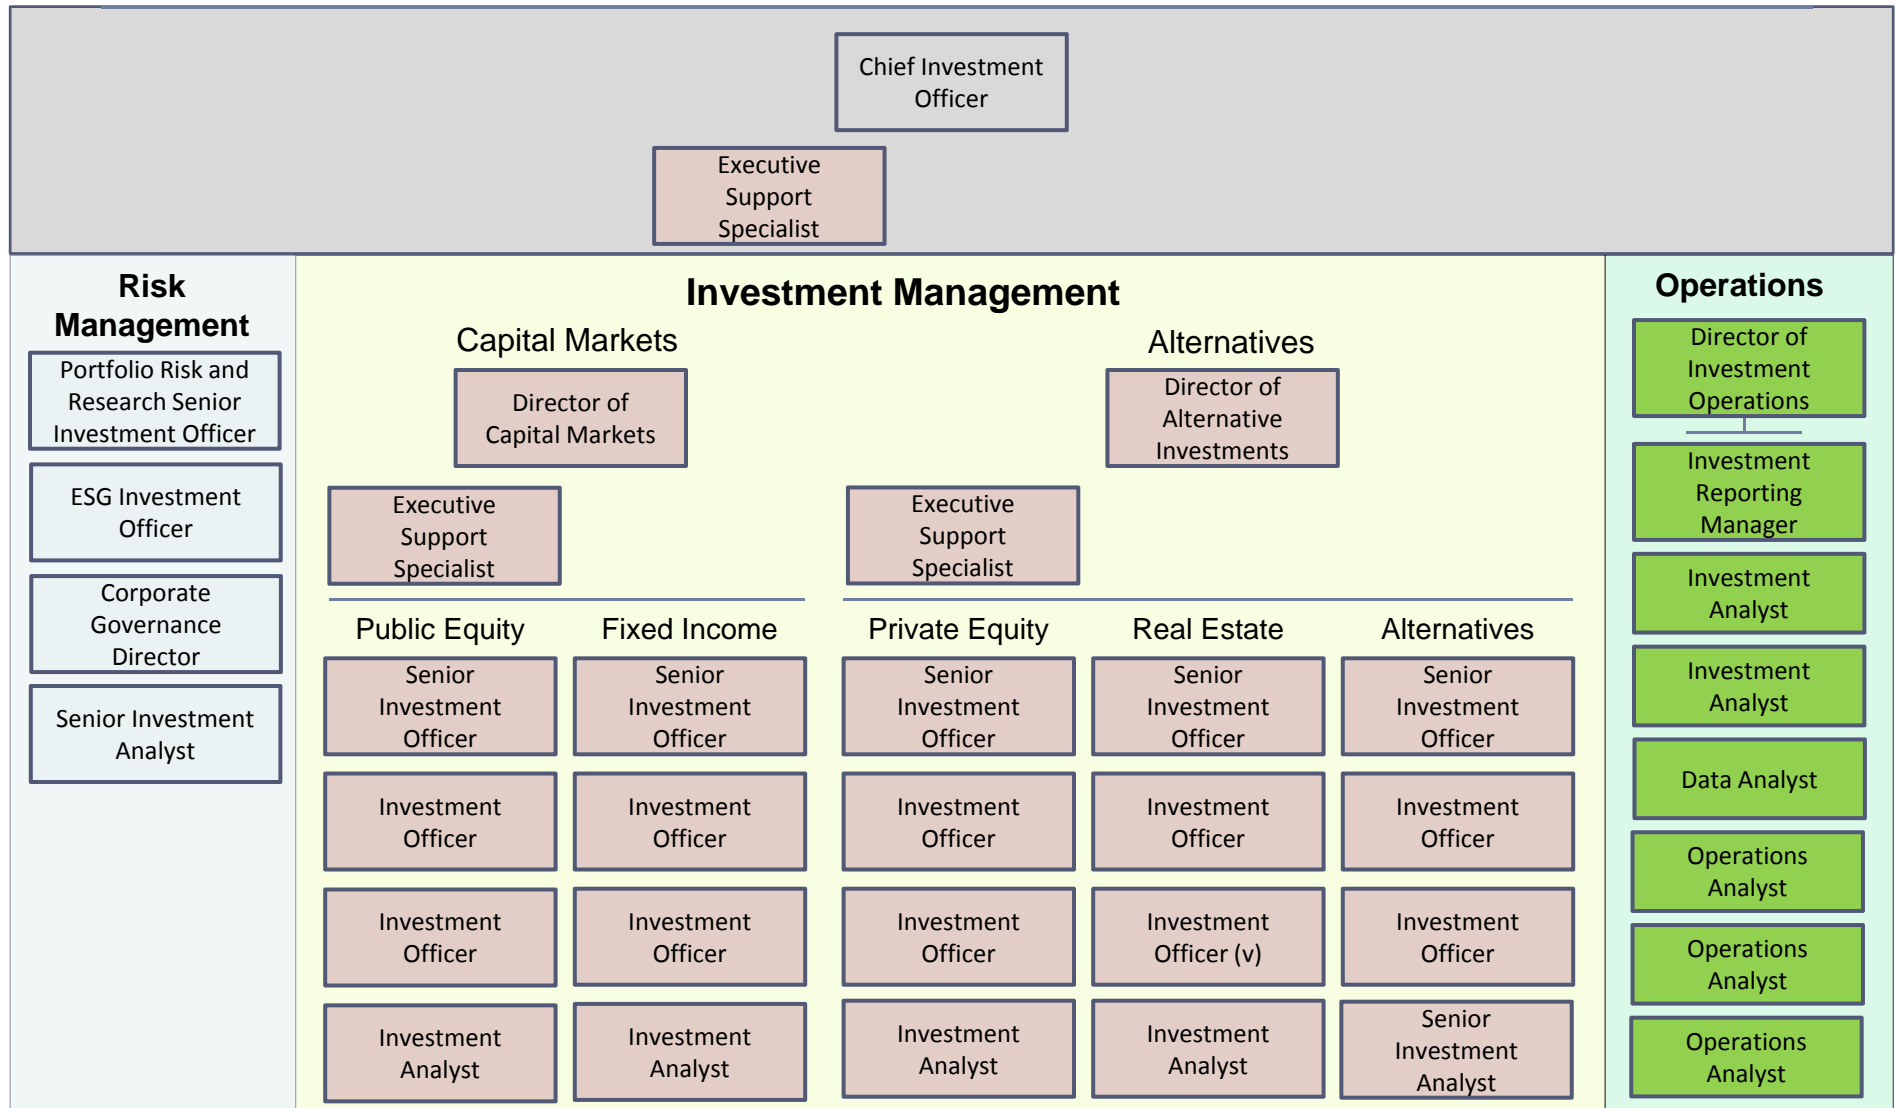 Chief Investment
Officer
Executive
Support
Specialist
Risk
Management
Portfolio Risk and
Research Senior
Investment Officer
ESG Investment
Officer
Corporate
Governance
Director
Senior Investment
Analyst
Investment Management
Capital Markets
Director of
Capital Markets
Executive
Support
Specialist
Public Equity
Senior
Investment
Officer
Investment
Officer
Investment
Officer
Investment
Analyst
Fixed Income
Senior
Investment
Officer
Investment
Officer
Investment
Officer
Investment
Analyst
Alternatives
Director of
Alternative
Investments
Executive
Support
Specialist
Private Equity
Senior
Investment
Officer
Investment
Officer
Investment
Officer
Investment
Analyst
Real Estate
Senior
Investment
Officer
Investment
Officer
Investment
Officer (v)
Investment
Analyst
Alternatives
Senior
Investment
Officer
Investment
Officer
Investment
Officer
Senior
Investment
Analyst
Operations
Director of
Investment
Operations
Investment
Reporting
Manager
Investment
Analyst
Investment
Analyst
Data Analyst
Operations
Analyst
Operations
Analyst
Operations
Analyst